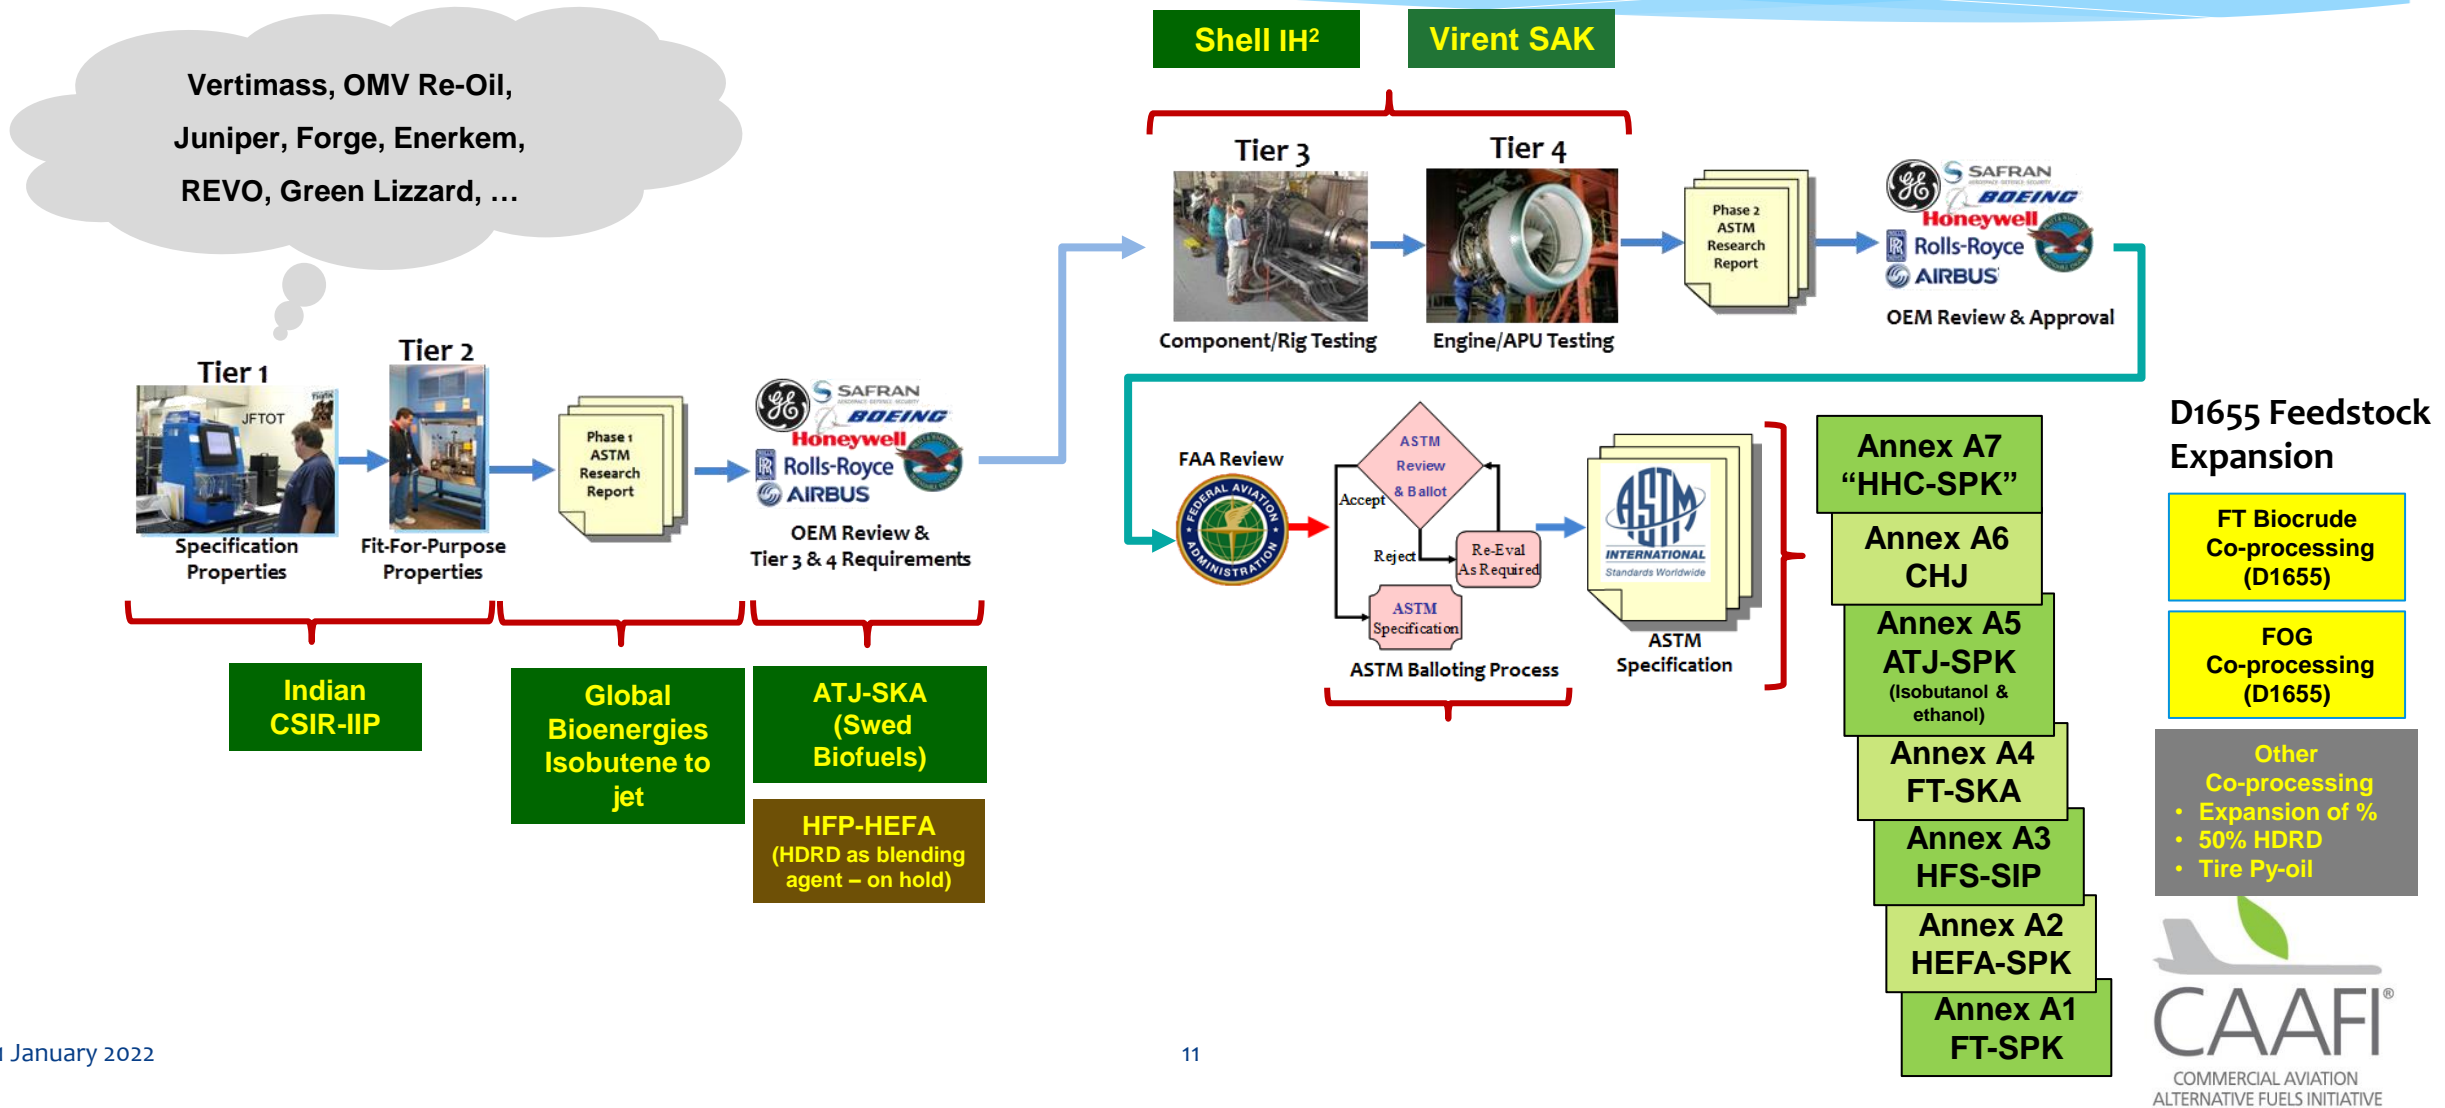 Vertimass, OMV Re-Oil,
Juniper, Forge, Enerkem,
REVO, Green Lizzard, …
Shell IH²
Virent SAK
Tier 1
JFTOT
Specification
Properties
Tier 2
Fit-For-Purpose
Properties
Phase 1
ASTM
Research
Report
GE
SAFRAN
BOEING
Honeywell
Rolls-Royce
AIRBUS
OEM Review &
Tier 3 & 4 Requirements
Tier 3
Component/Rig Testing
Tier 4
Engine/APU Testing
Phase 2
ASTM
Research
Report
GE
SAFRAN
BOEING
Honeywell
Rolls-Royce
AIRBUS
OEM Review & Approval
Indian
CSIR-IIP
Global
Bioenergies
Isobutene to
jet
ATJ-SKA
(Swed
Biofuels)
HFP-HEFA
(HDRD as blending
agent – on hold)
FAA Review
FEDERAL AVIATION
ADMINISTRATION
ASTM
Review
& Ballot
Accept
Reject
Re-Eval
As Required
ASTM
Specification
ASTM Balloting Process
ASTM
INTERNATIONAL
Standards Worldwide
ASTM
Specification
Annex A7
“HHC-SPK”
Annex A6
CHJ
Annex A5
ATJ-SPK
(Isobutanol &
ethanol)
Annex A4
FT-SKA
Annex A3
HFS-SIP
Annex A2
HEFA-SPK
Annex A1
FT-SPK
D1655 Feedstock
Expansion
FT Biocrude
Co-processing
(D1655)
FOG
Co-processing
(D1655)
Other
Co-processing
• Expansion of %
• 50% HDRD
• Tire Py-oil
CAAFI®
COMMERCIAL AVIATION
ALTERNATIVE FUELS INITIATIVE
1 January 2022
11